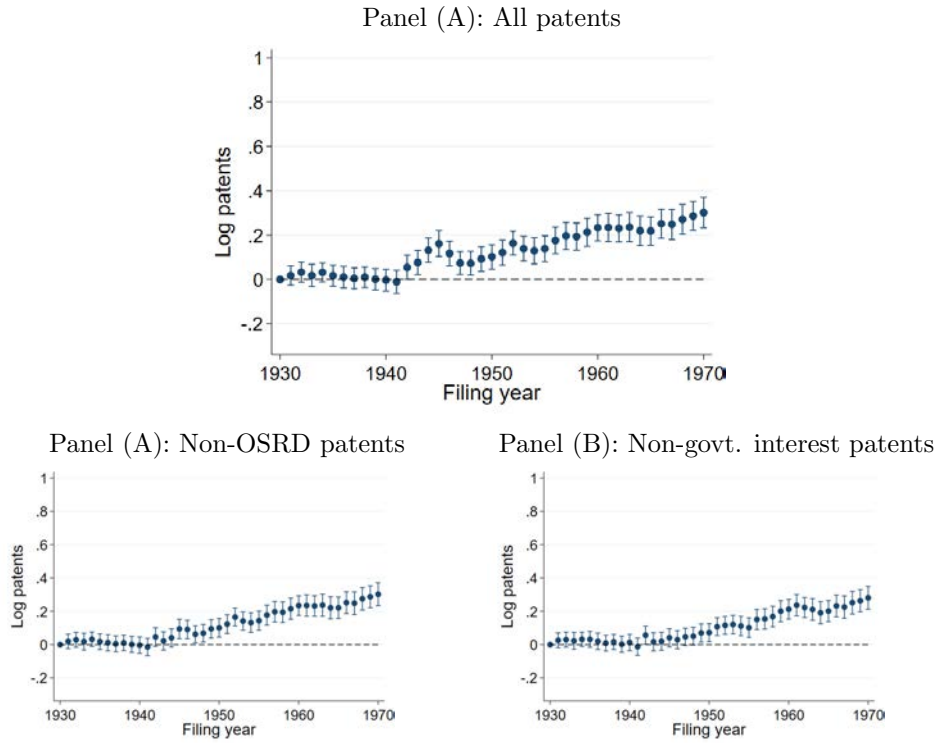 Panel (A): All patents
1
.8
.6
.4
.2
0
-.2
Log patents
1930 1940 1950 1960 1970
Filing year
Panel (A): Non-OSRD patents
1
.8
.6
.4
.2
0
-.2
Log patents
1930 1940 1950 1960 1970
Filing year
Panel (B): Non-govt. interest patents
1
.8
.6
.4
.2
0
-.2
Log patents
1930 1940 1950 1960 1970
Filing year